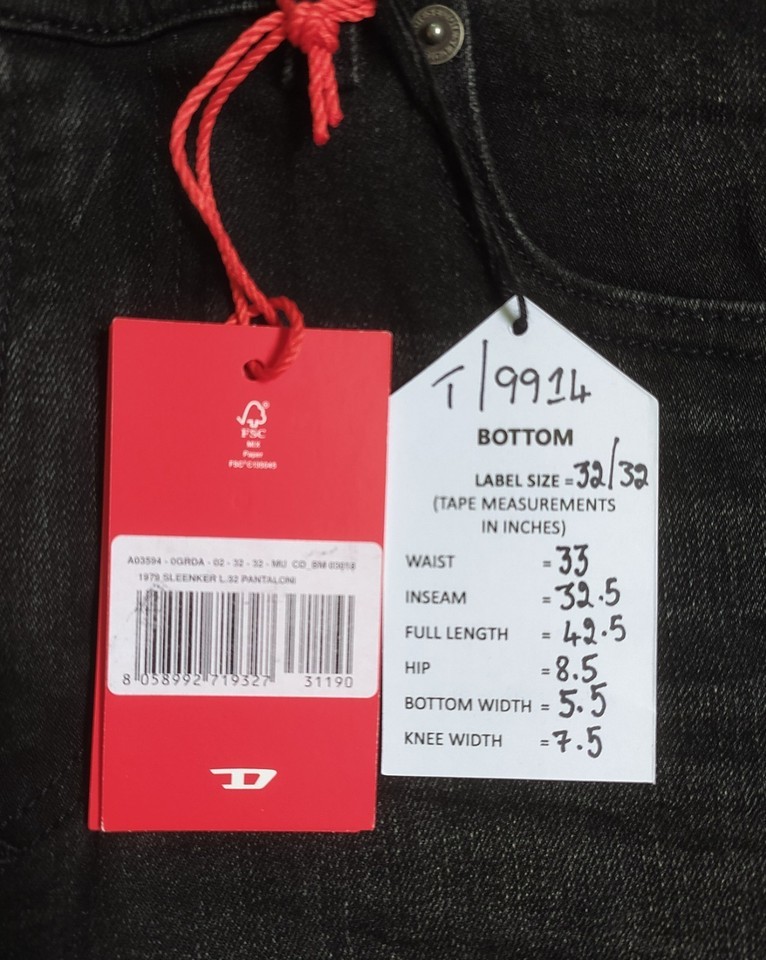 FSC
MIX
Paper
A03594 - 0GRDA - 02 - 32 - 32 - MU
1979 SLEENKER L.32 PANTALONI
8 058992 719327 31190
T/9914
BOTTOM
LABEL SIZE = 32/32
(TAPE MEASUREMENTS
IN INCHES)
WAIST = 33
INSEAM = 32.5
FULL LENGTH = 42.5
HIP = 8.5
BOTTOM WIDTH = 5.5
KNEE WIDTH = 7.5